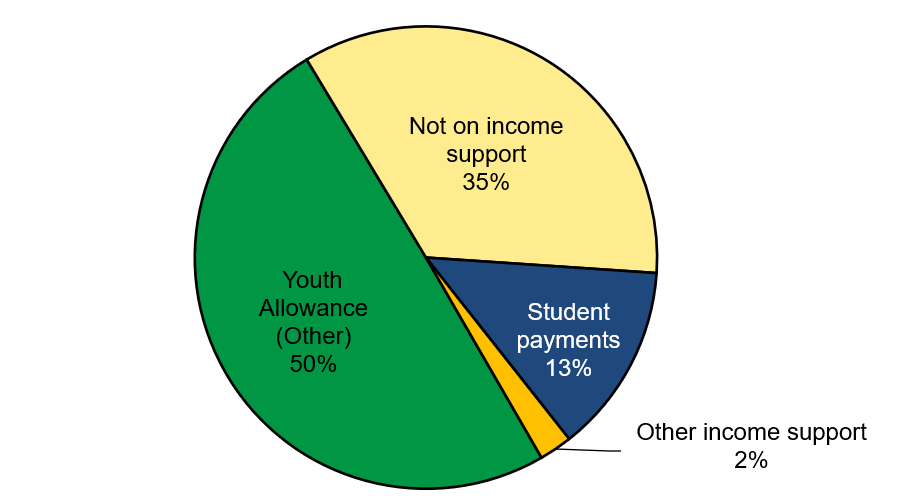 Not on income
support
35%
Youth
Allowance
(Other)
50%
Student
payments
13%
Other income support
2%